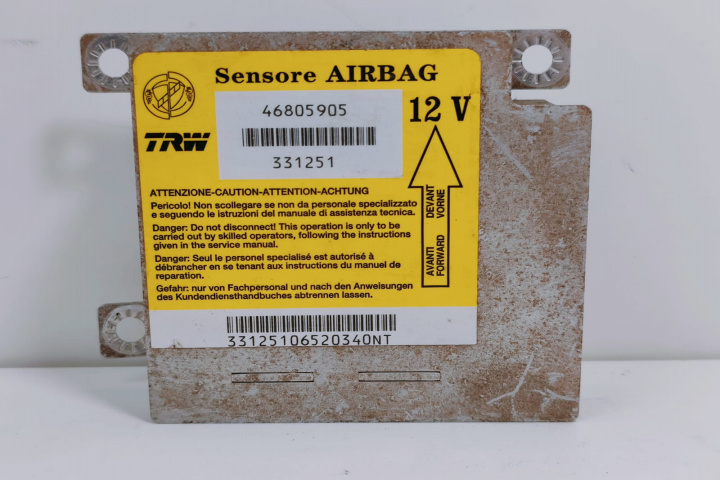 Sensore AIRBAG
46805905
12 V
TRW
331251
ATTENZIONE-CAUTION-ATTENTION-ACHTUNG
Pericolo! Non scollegare se non da personale specializzato
e seguendo le istruzioni del manuale di assistenza tecnica.
Danger: Do not disconnect! This operation is only to be
carried out by skilled operators, following the instructions
given in the service manual.
Danger: Seul le personel specialisé est autorisé à
débrancher en se tenant aux instructions du manuel de
reparation.
Gefahr: nur von Fachpersonal und nach den Anweisungen
des Kundendiensthandbuches abtrennen lassen.
AVANTI DEVANT
FORWARD VORNE
33125106520340NT